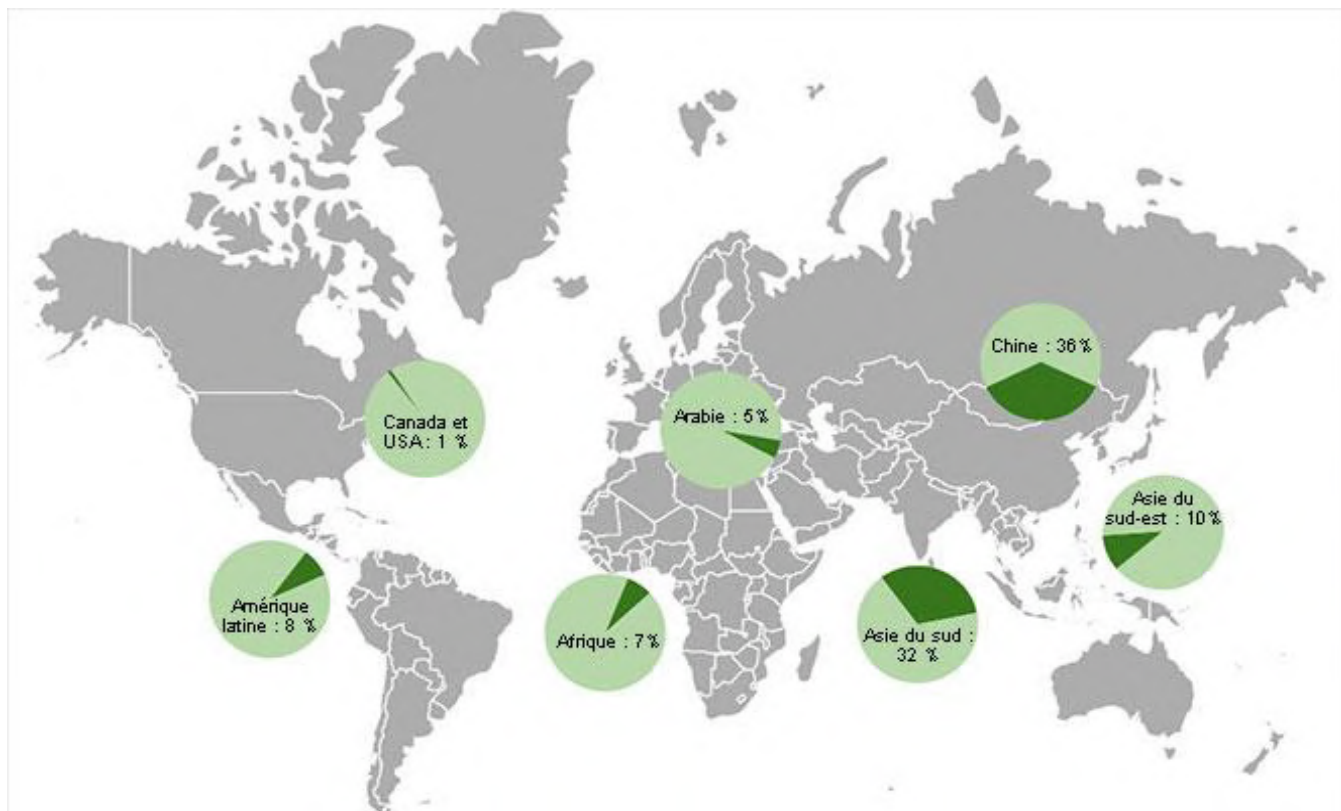 Chine : 36 %
Canada et
USA : 1 %
Arabie : 5 %
Asie du
sud-est : 10 %
Amérique
latine : 8 %
Afrique : 7 %
Asie du sud :
32 %